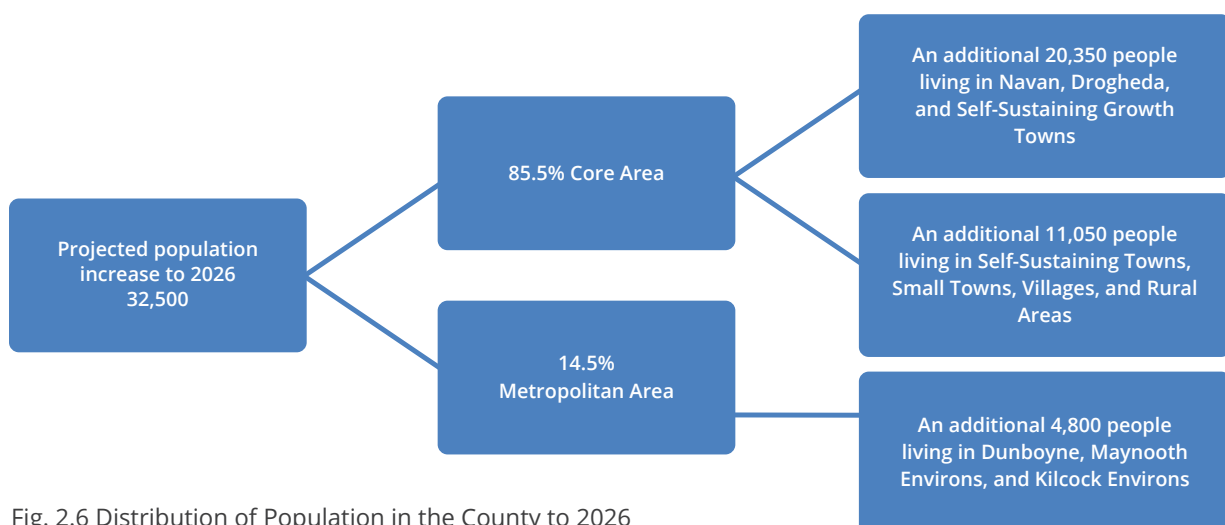 Projected population
increase to 2026
32,500
85.5% Core Area
14.5%
Metropolitan Area
An additional 20,350 people
living in Navan, Drogheda,
and Self-Sustaining Growth
Towns
An additional 11,050 people
living in Self-Sustaining Towns,
Small Towns, Villages, and Rural
Areas
An additional 4,800 people
living in Dunboyne, Maynooth
Environs, and Kilcock Environs
Fig. 2.6 Distribution of Population in the County to 2026